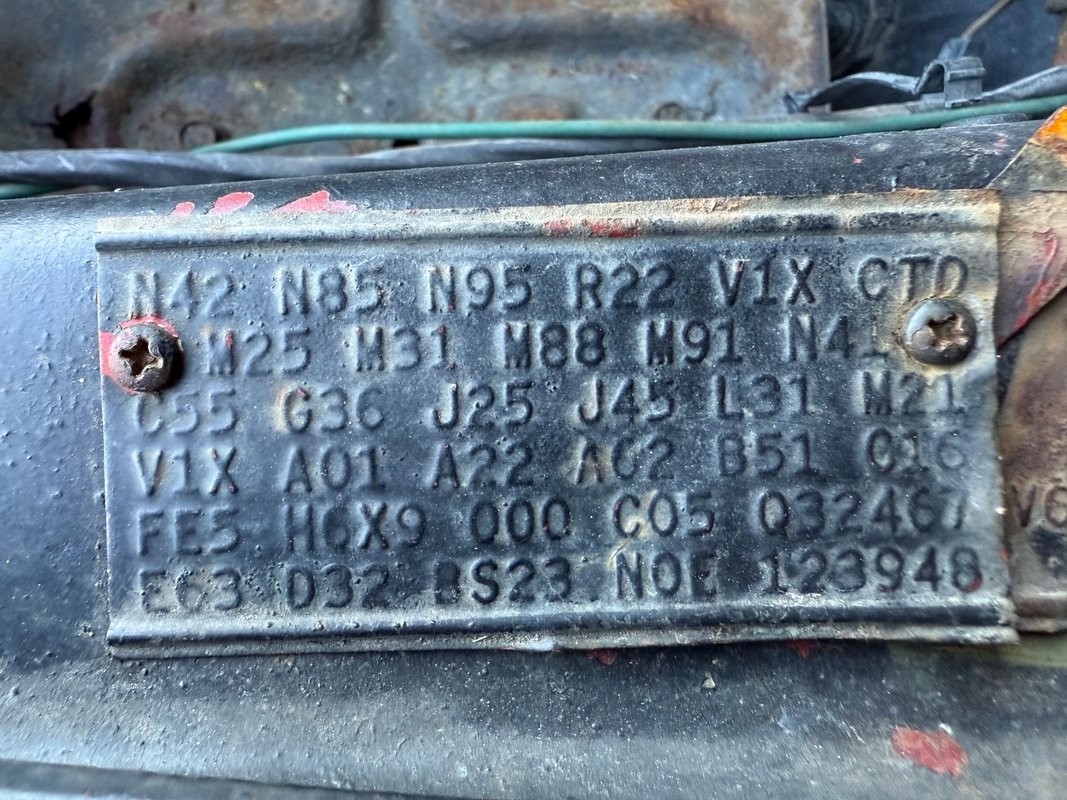 N42 N85 N95 R22 V1X CTD
M25 M31 M88 M91 N41
C55 G36 J25 J45 L31 M21
V1X A01 A22 A62 B51 C16
FE5 H6X9 000 C05 Q32467
E63 D32 BS23 N0E 123948